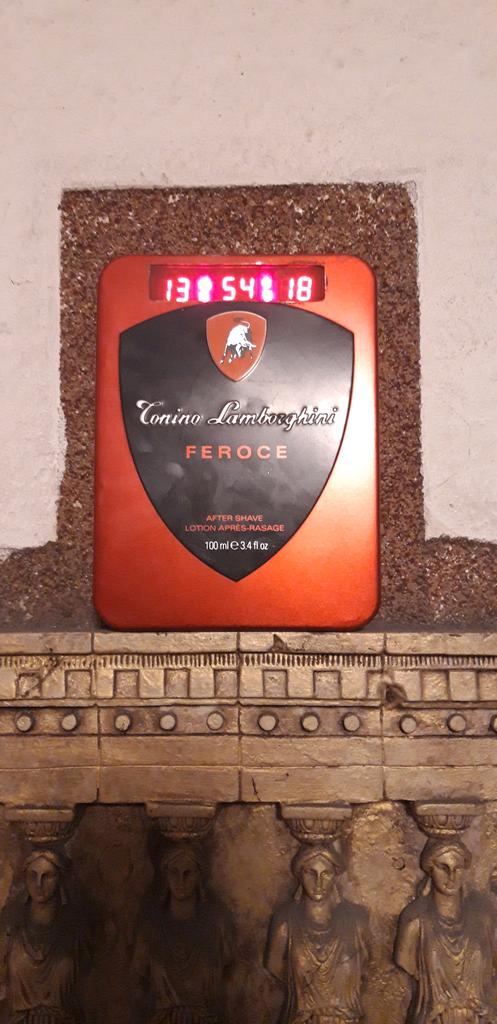 13:54:18
Tonino Lamborghini
FEROCE
AFTER SHAVE
LOTION APRÈS-RASAGE
100 ml ℮ 3.4 fl oz